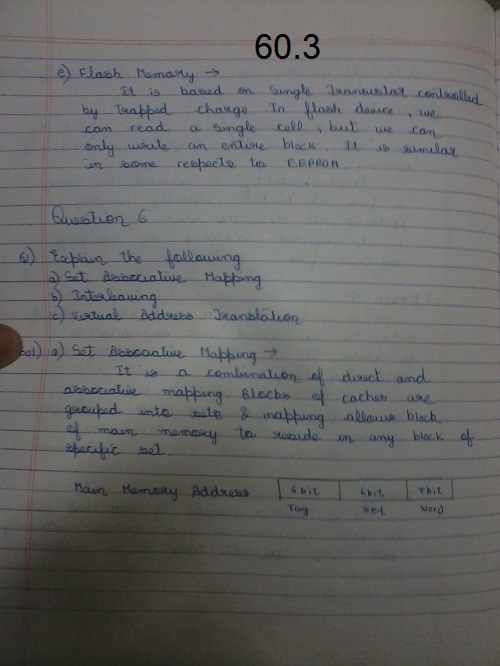 60.3
e) Flash Memory →
It is based on single Transistor controlled
by trapped charge In flash device, we
can read a single cell, but we can
only write an entire block. It is similar
in some respects to EEPROM.
Question 6
Explain the following
a) Set Associative Mapping
b) Interleaving
c) Virtual Address Translation
sol) a) Set Associative Mapping →
It is a combination of direct and
associative mapping. Blocks of caches are
grouped into sets & mapping allows block
of main memory to reside in any block of
specific set.
Main Memory Address 6 bit 6 bit 4 bit
Tag set Word